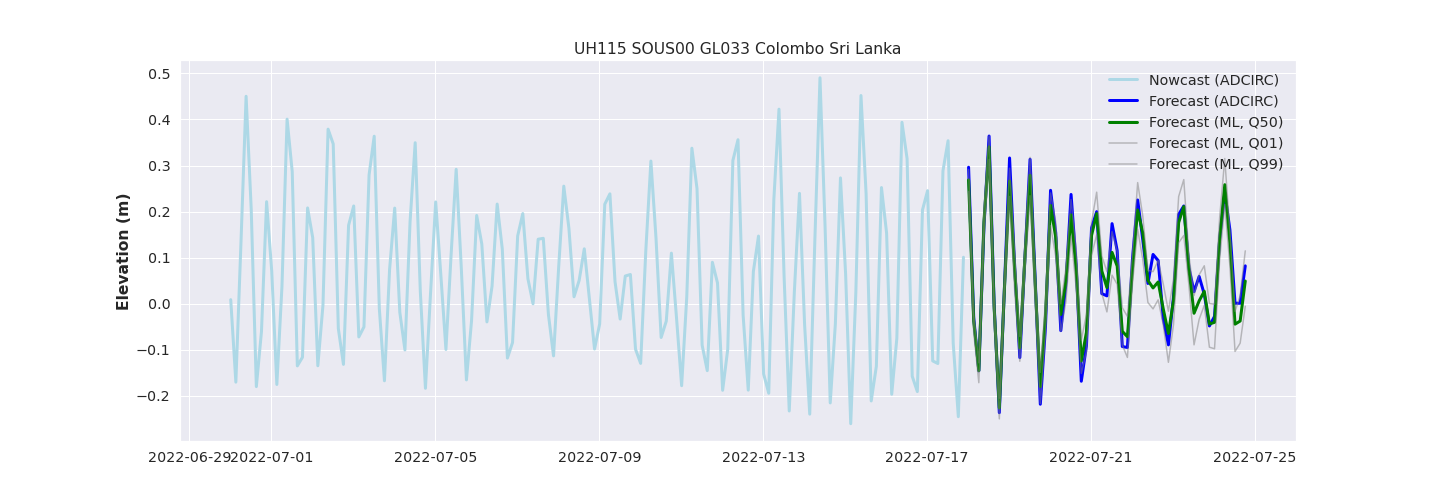 UH115 SOUS00 GL033 Colombo Sri Lanka
Elevation (m)
0.5
0.4
0.3
0.2
0.1
0.0
−0.1
−0.2
Nowcast (ADCIRC)
Forecast (ADCIRC)
Forecast (ML, Q50)
Forecast (ML, Q01)
Forecast (ML, Q99)
2022-06-29 2022-07-01 2022-07-05 2022-07-09 2022-07-13 2022-07-17 2022-07-21 2022-07-25